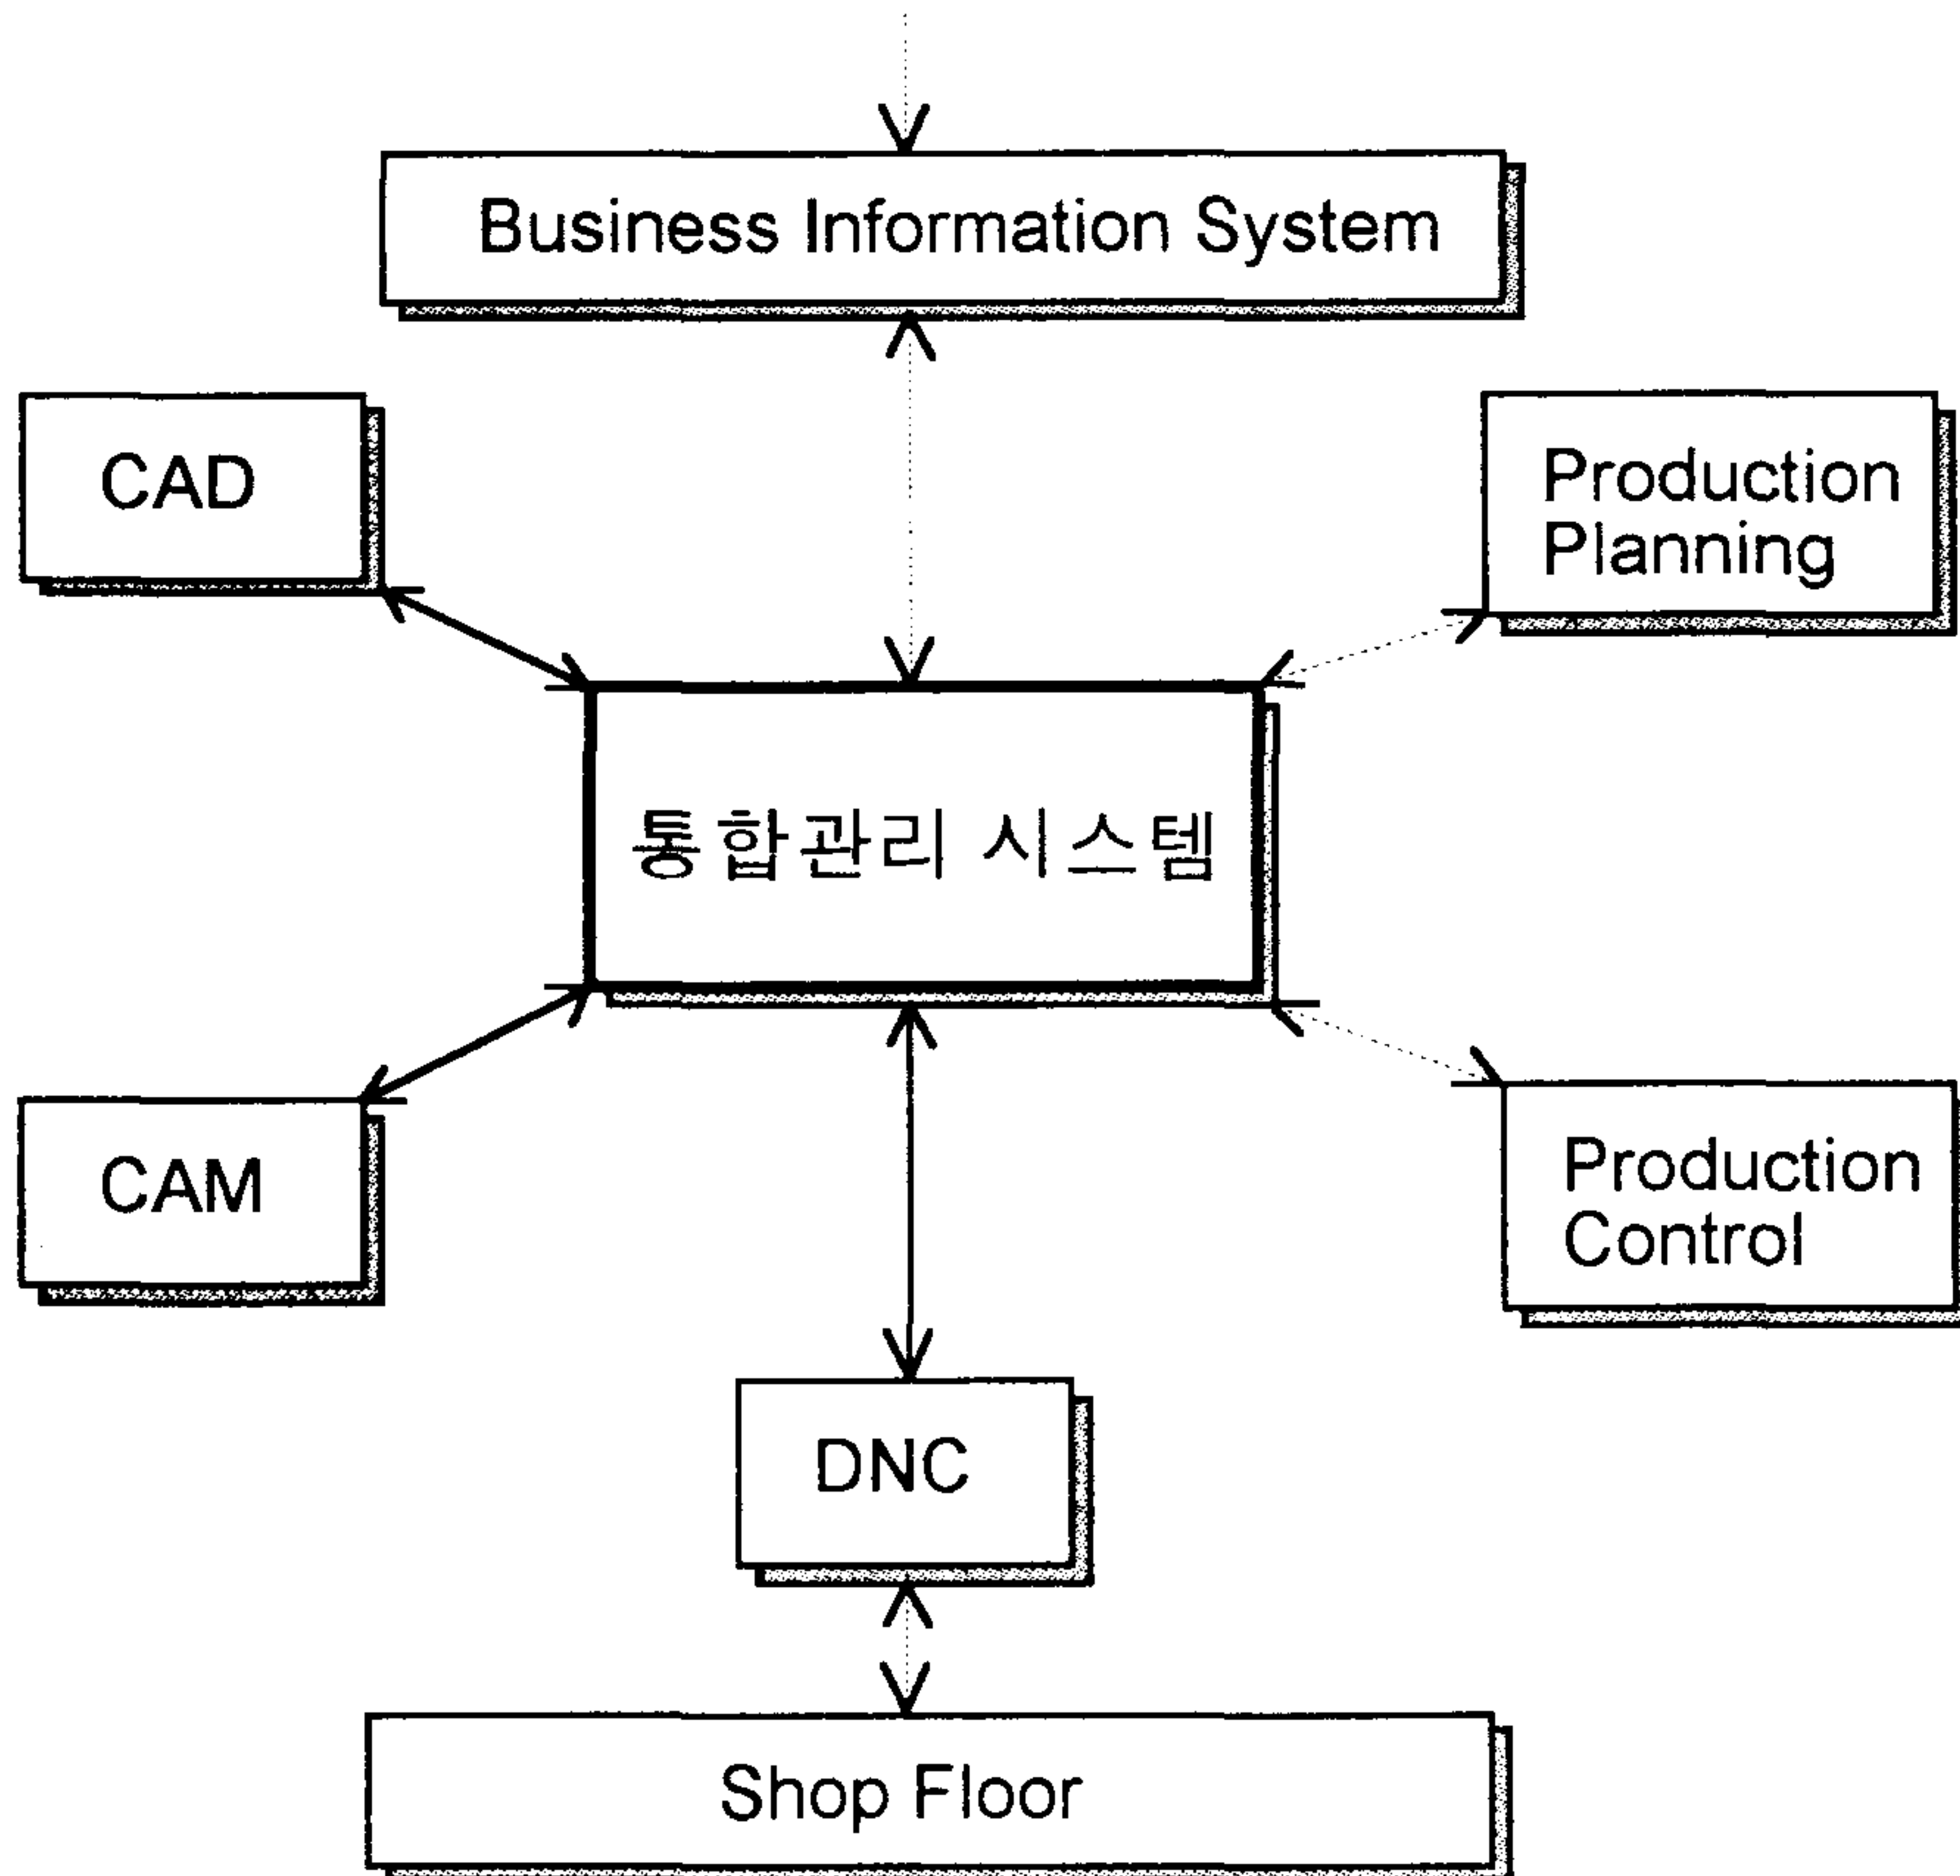 Business Information System
CAD
Production
Planning
통합관리 시스템
CAM
Production
Control
DNC
Shop Floor